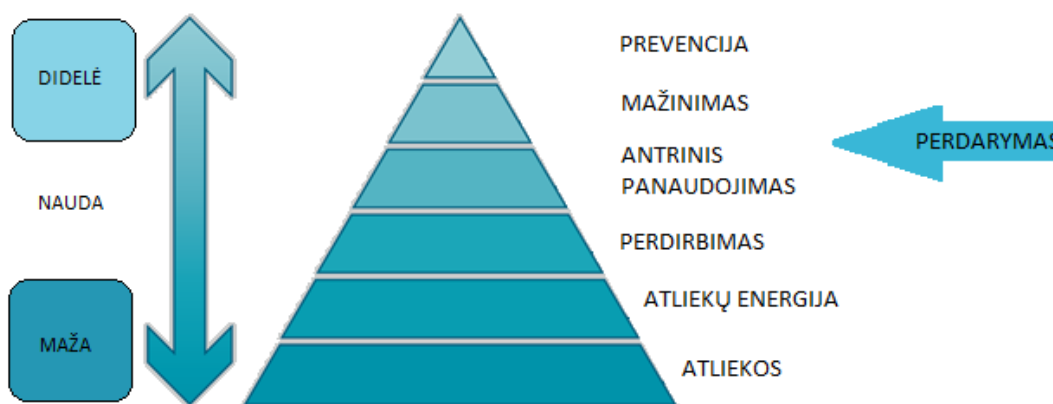 DIDELĖ
NAUDA
MAŽA
PREVENCIJA
MAŽINIMAS
ANTRINIS
PANAUDOJIMAS
PERDIRBIMAS
ATLIEKŲ ENERGIJA
ATLIEKOS
PERDARYMAS